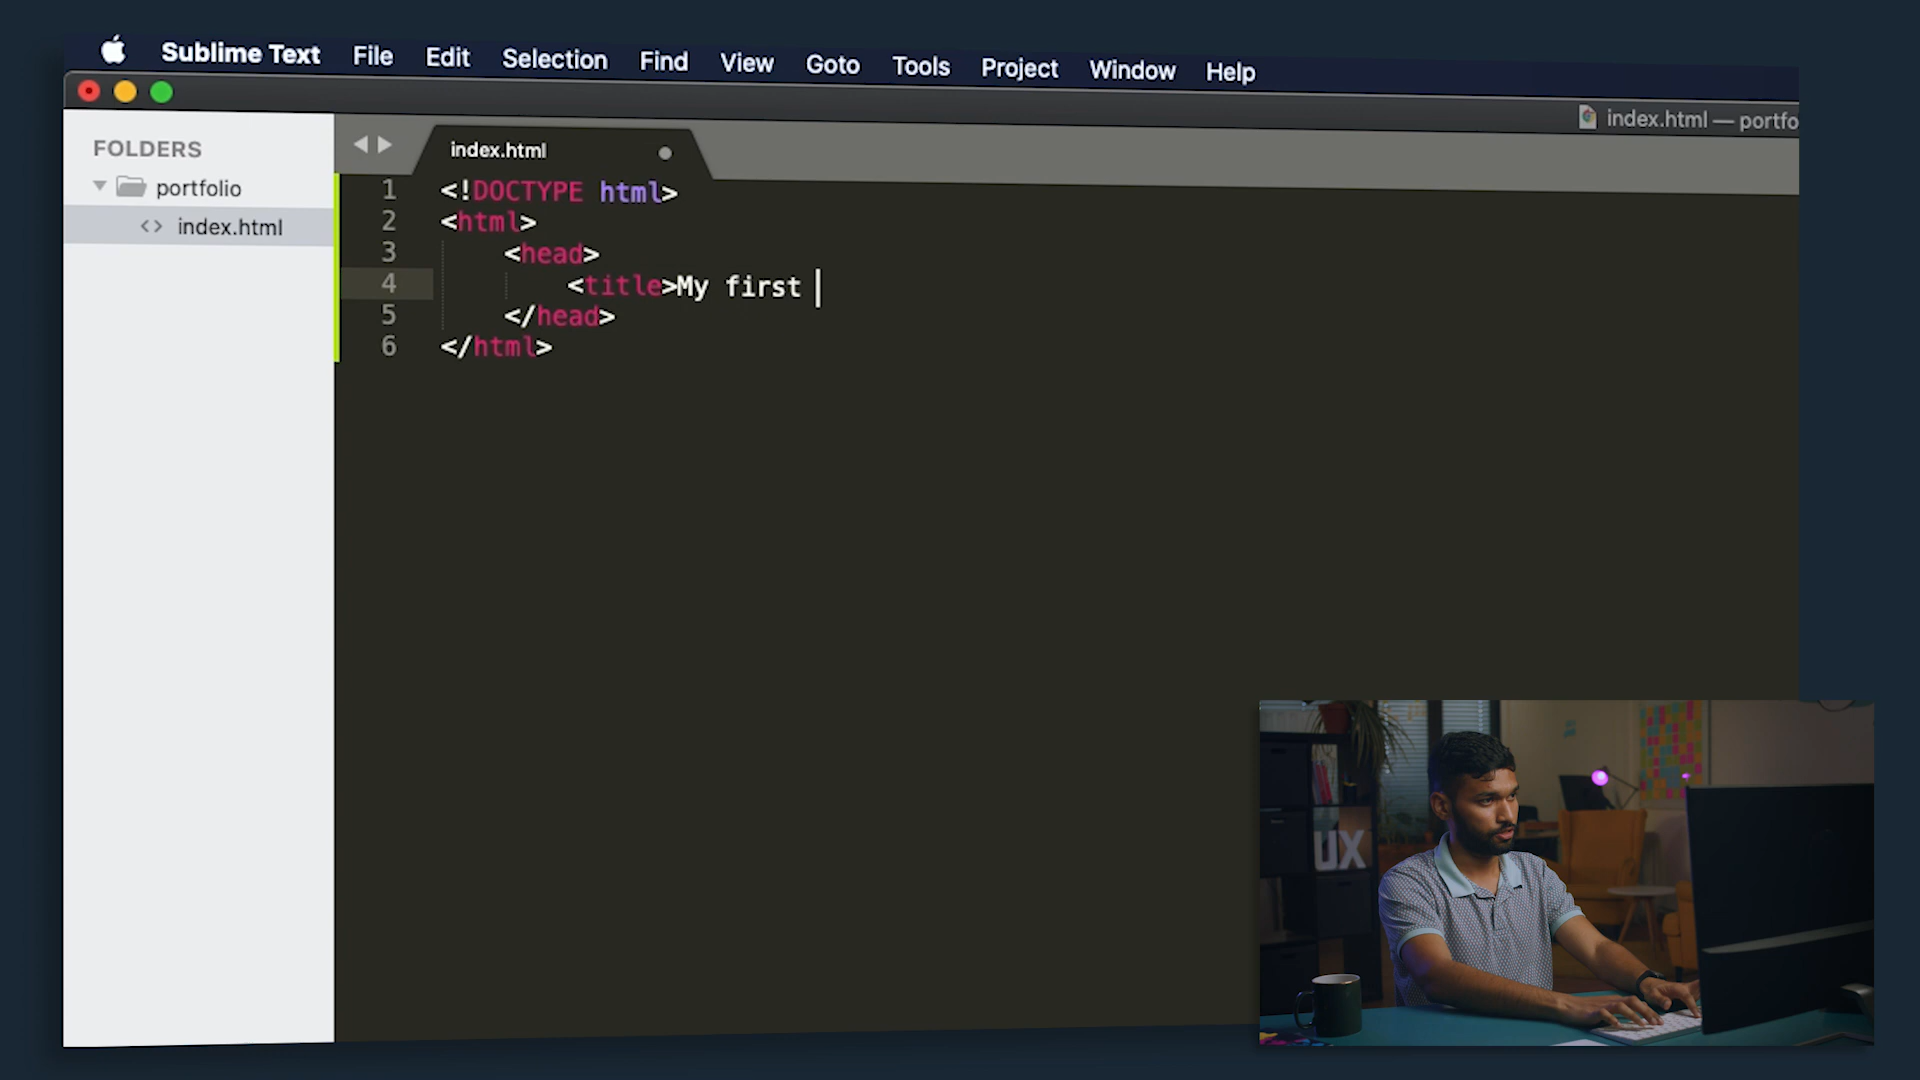 Sublime Text File Edit Selection Find View Goto Tools Project Window Help
index.html — portfo
FOLDERS
portfolio
index.html
index.html
1 <!DOCTYPE html>
2 <html>
3 <head>
4 <title>My first
5 </head>
6 </html>
UX